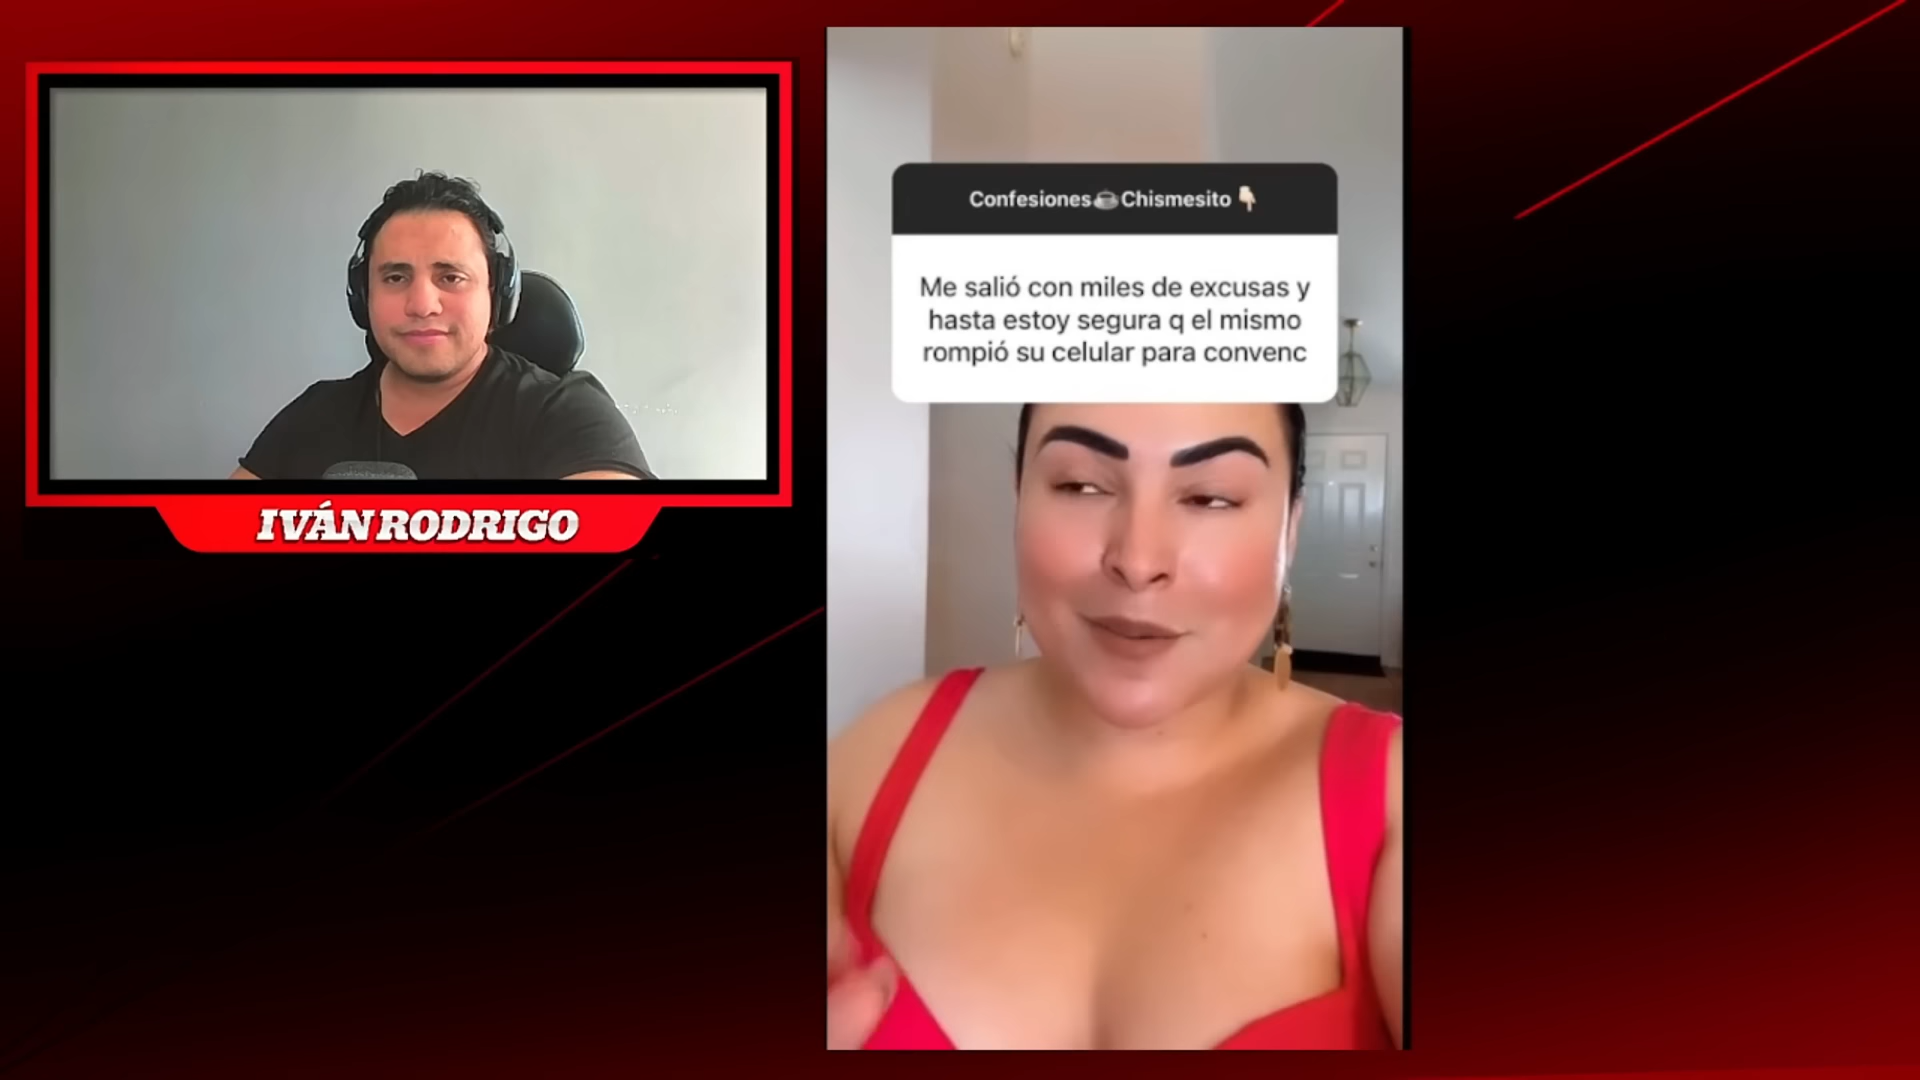 IVÁN RODRIGO
Confesiones☕Chismesito👇🏻
Me salió con miles de excusas y
hasta estoy segura q el mismo
rompió su celular para convenc